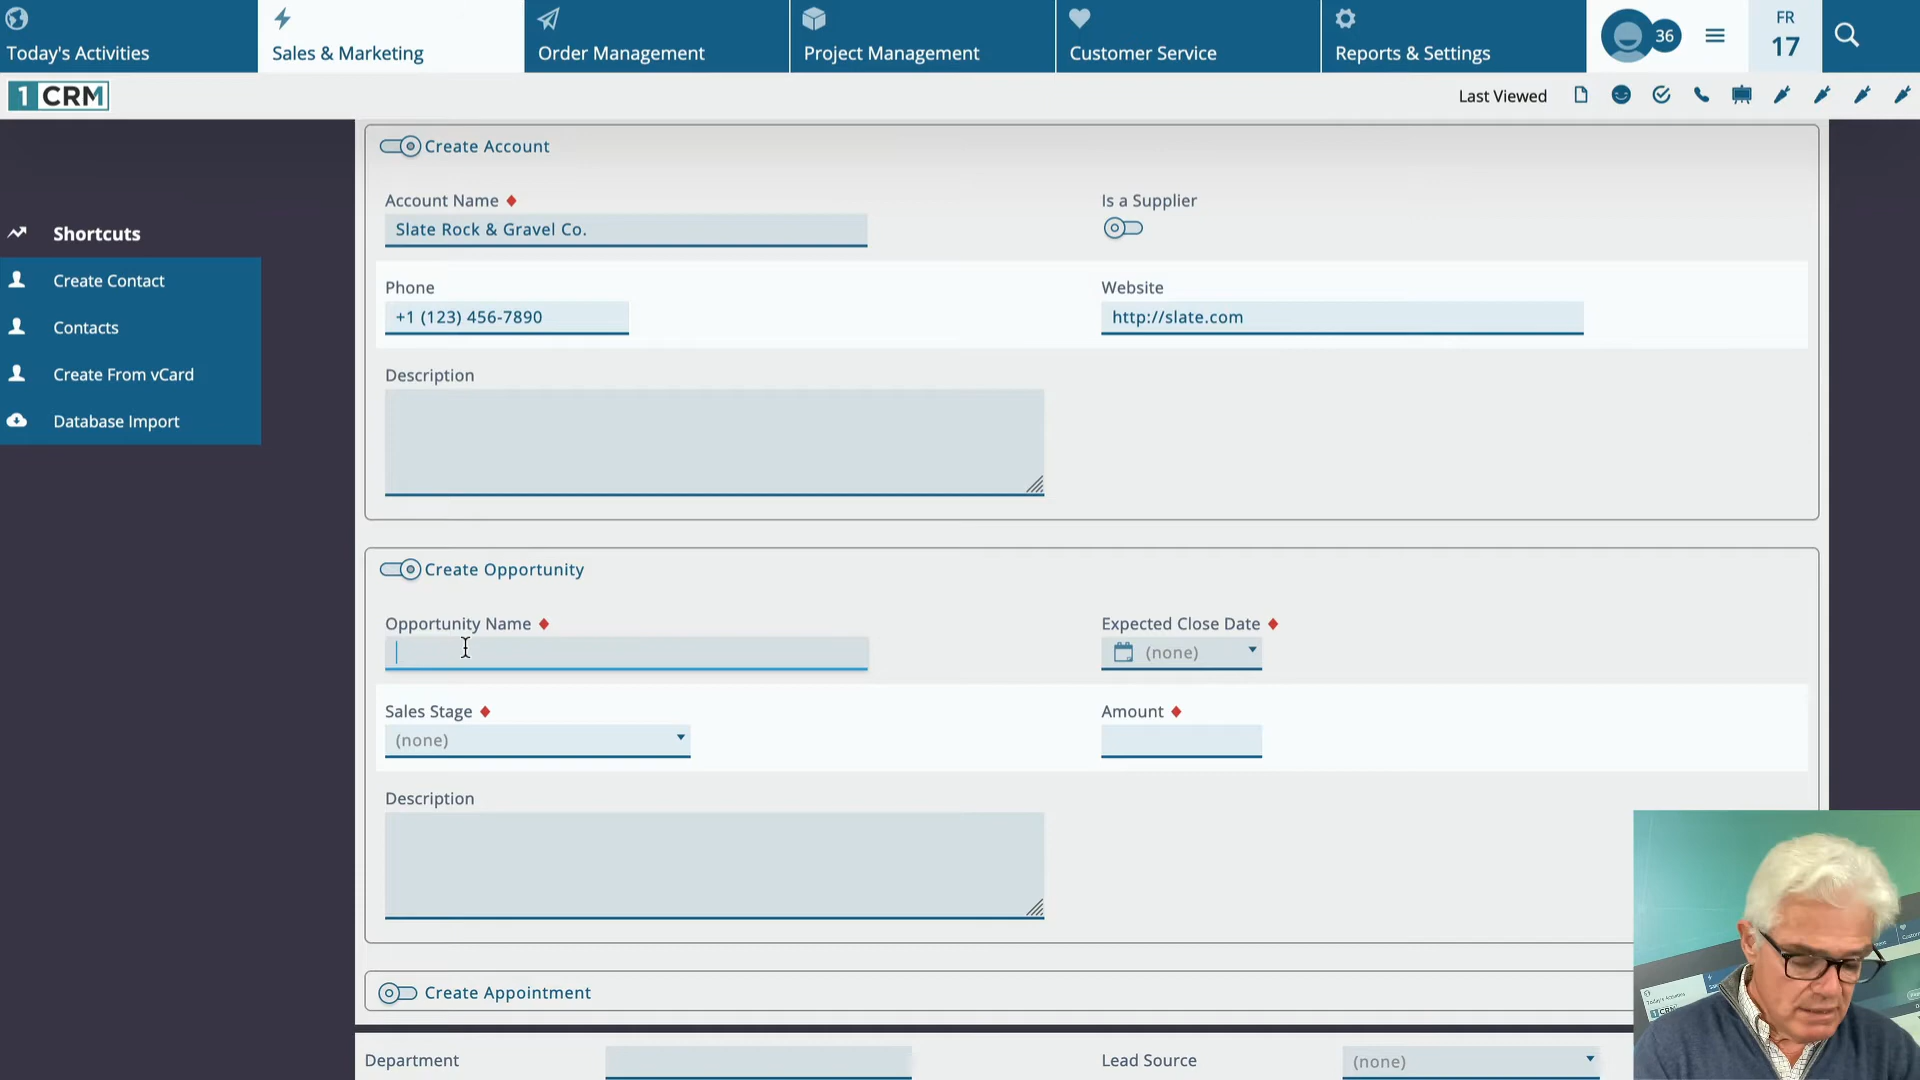 Today's Activities
Sales & Marketing
Order Management
Project Management
Customer Service
Reports & Settings
36
FR
17
1 CRM
Last Viewed
Create Account
Account Name
Is a Supplier
Slate Rock & Gravel Co.
Shortcuts
Create Contact
Contacts
Create From vCard
Database Import
Phone
Website
+1 (123) 456-7890
http://slate.com
Description
Create Opportunity
Opportunity Name
Expected Close Date
(none)
Sales Stage
Amount
(none)
Description
Create Appointment
Department
Lead Source
(none)